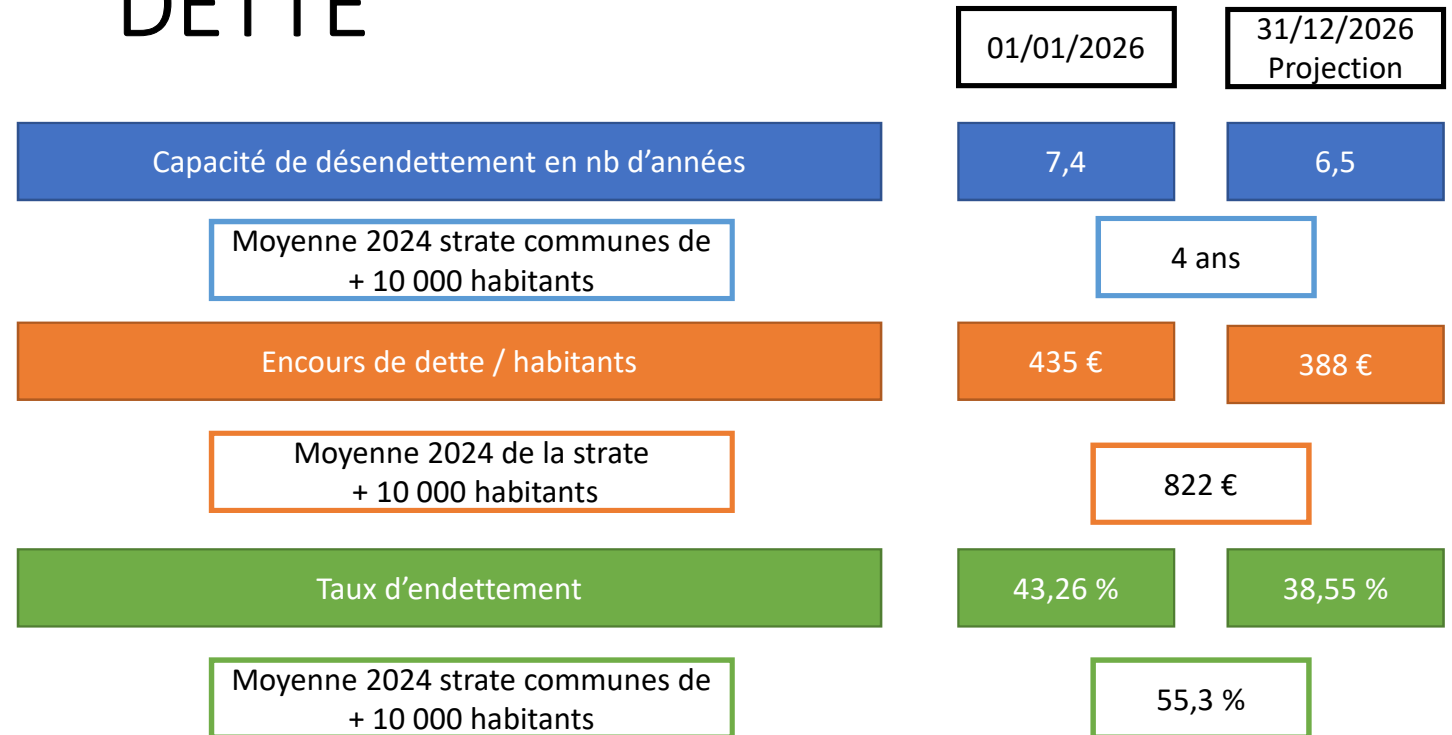 DETTE
01/01/2026
31/12/2026
Projection
Capacité de désendettement en nb d'années
7,4
6,5
Moyenne 2024 strate communes de
+ 10 000 habitants
4 ans
Encours de dette / habitants
435 €
388 €
Moyenne 2024 de la strate
+ 10 000 habitants
822 €
Taux d'endettement
43,26 %
38,55 %
Moyenne 2024 strate communes de
+ 10 000 habitants
55,3 %